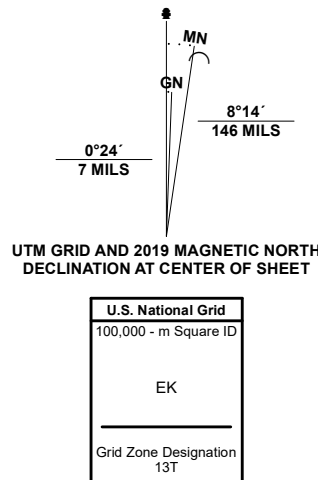 MN
GN
8°14´
146 MILS
0°24´
7 MILS
UTM GRID AND 2019 MAGNETIC NORTH
DECLINATION AT CENTER OF SHEET
U.S. National Grid
100,000 - m Square ID
EK
Grid Zone Designation
13T